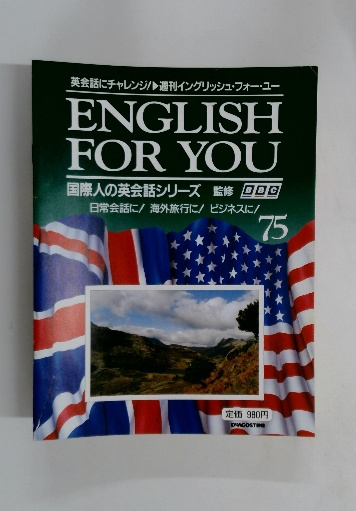 英会話にチャレンジ!▶週刊イングリッシュ・フォー・ユー
ENGLISH
FOR YOU
国際人の英会話シリーズ 監修 BBC
日常会話に! 海外旅行に! ビジネスに!
75
定価 980円
DeAGOSTINI